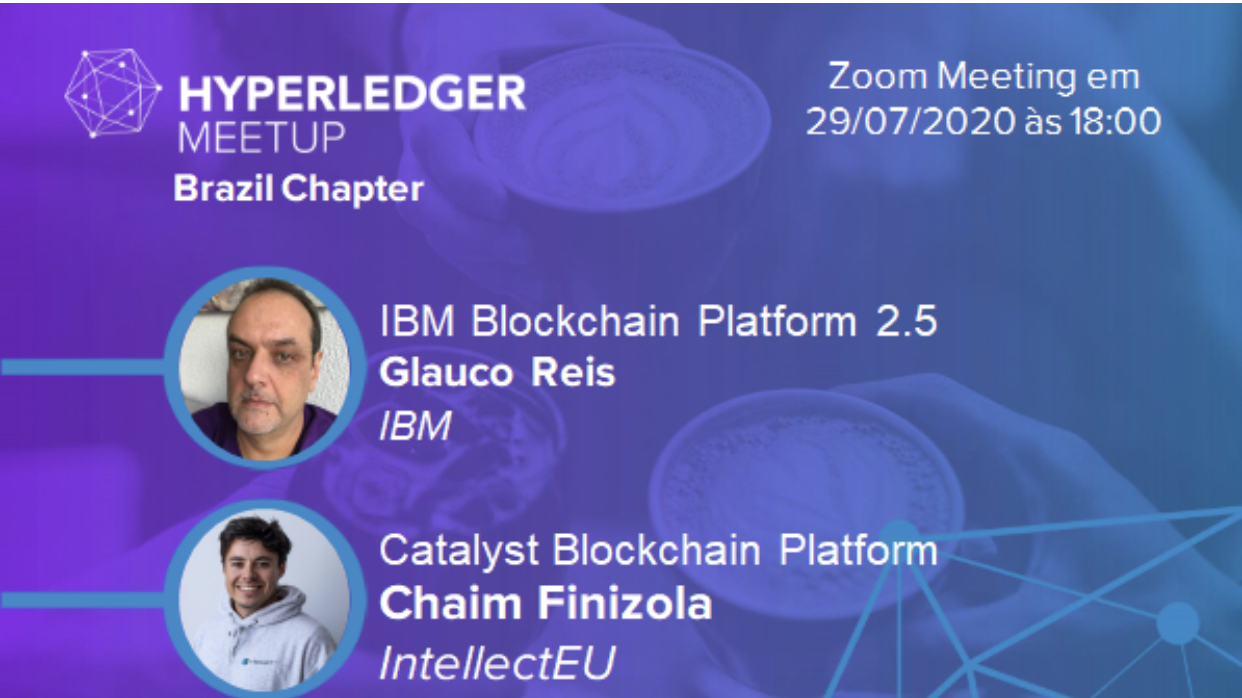 HYPERLEDGER
MEETUP
Brazil Chapter
Zoom Meeting em
29/07/2020 às 18:00
IBM Blockchain Platform 2.5
Glauco Reis
IBM
Catalyst Blockchain Platform
Chaim Finizola
IntellectEU